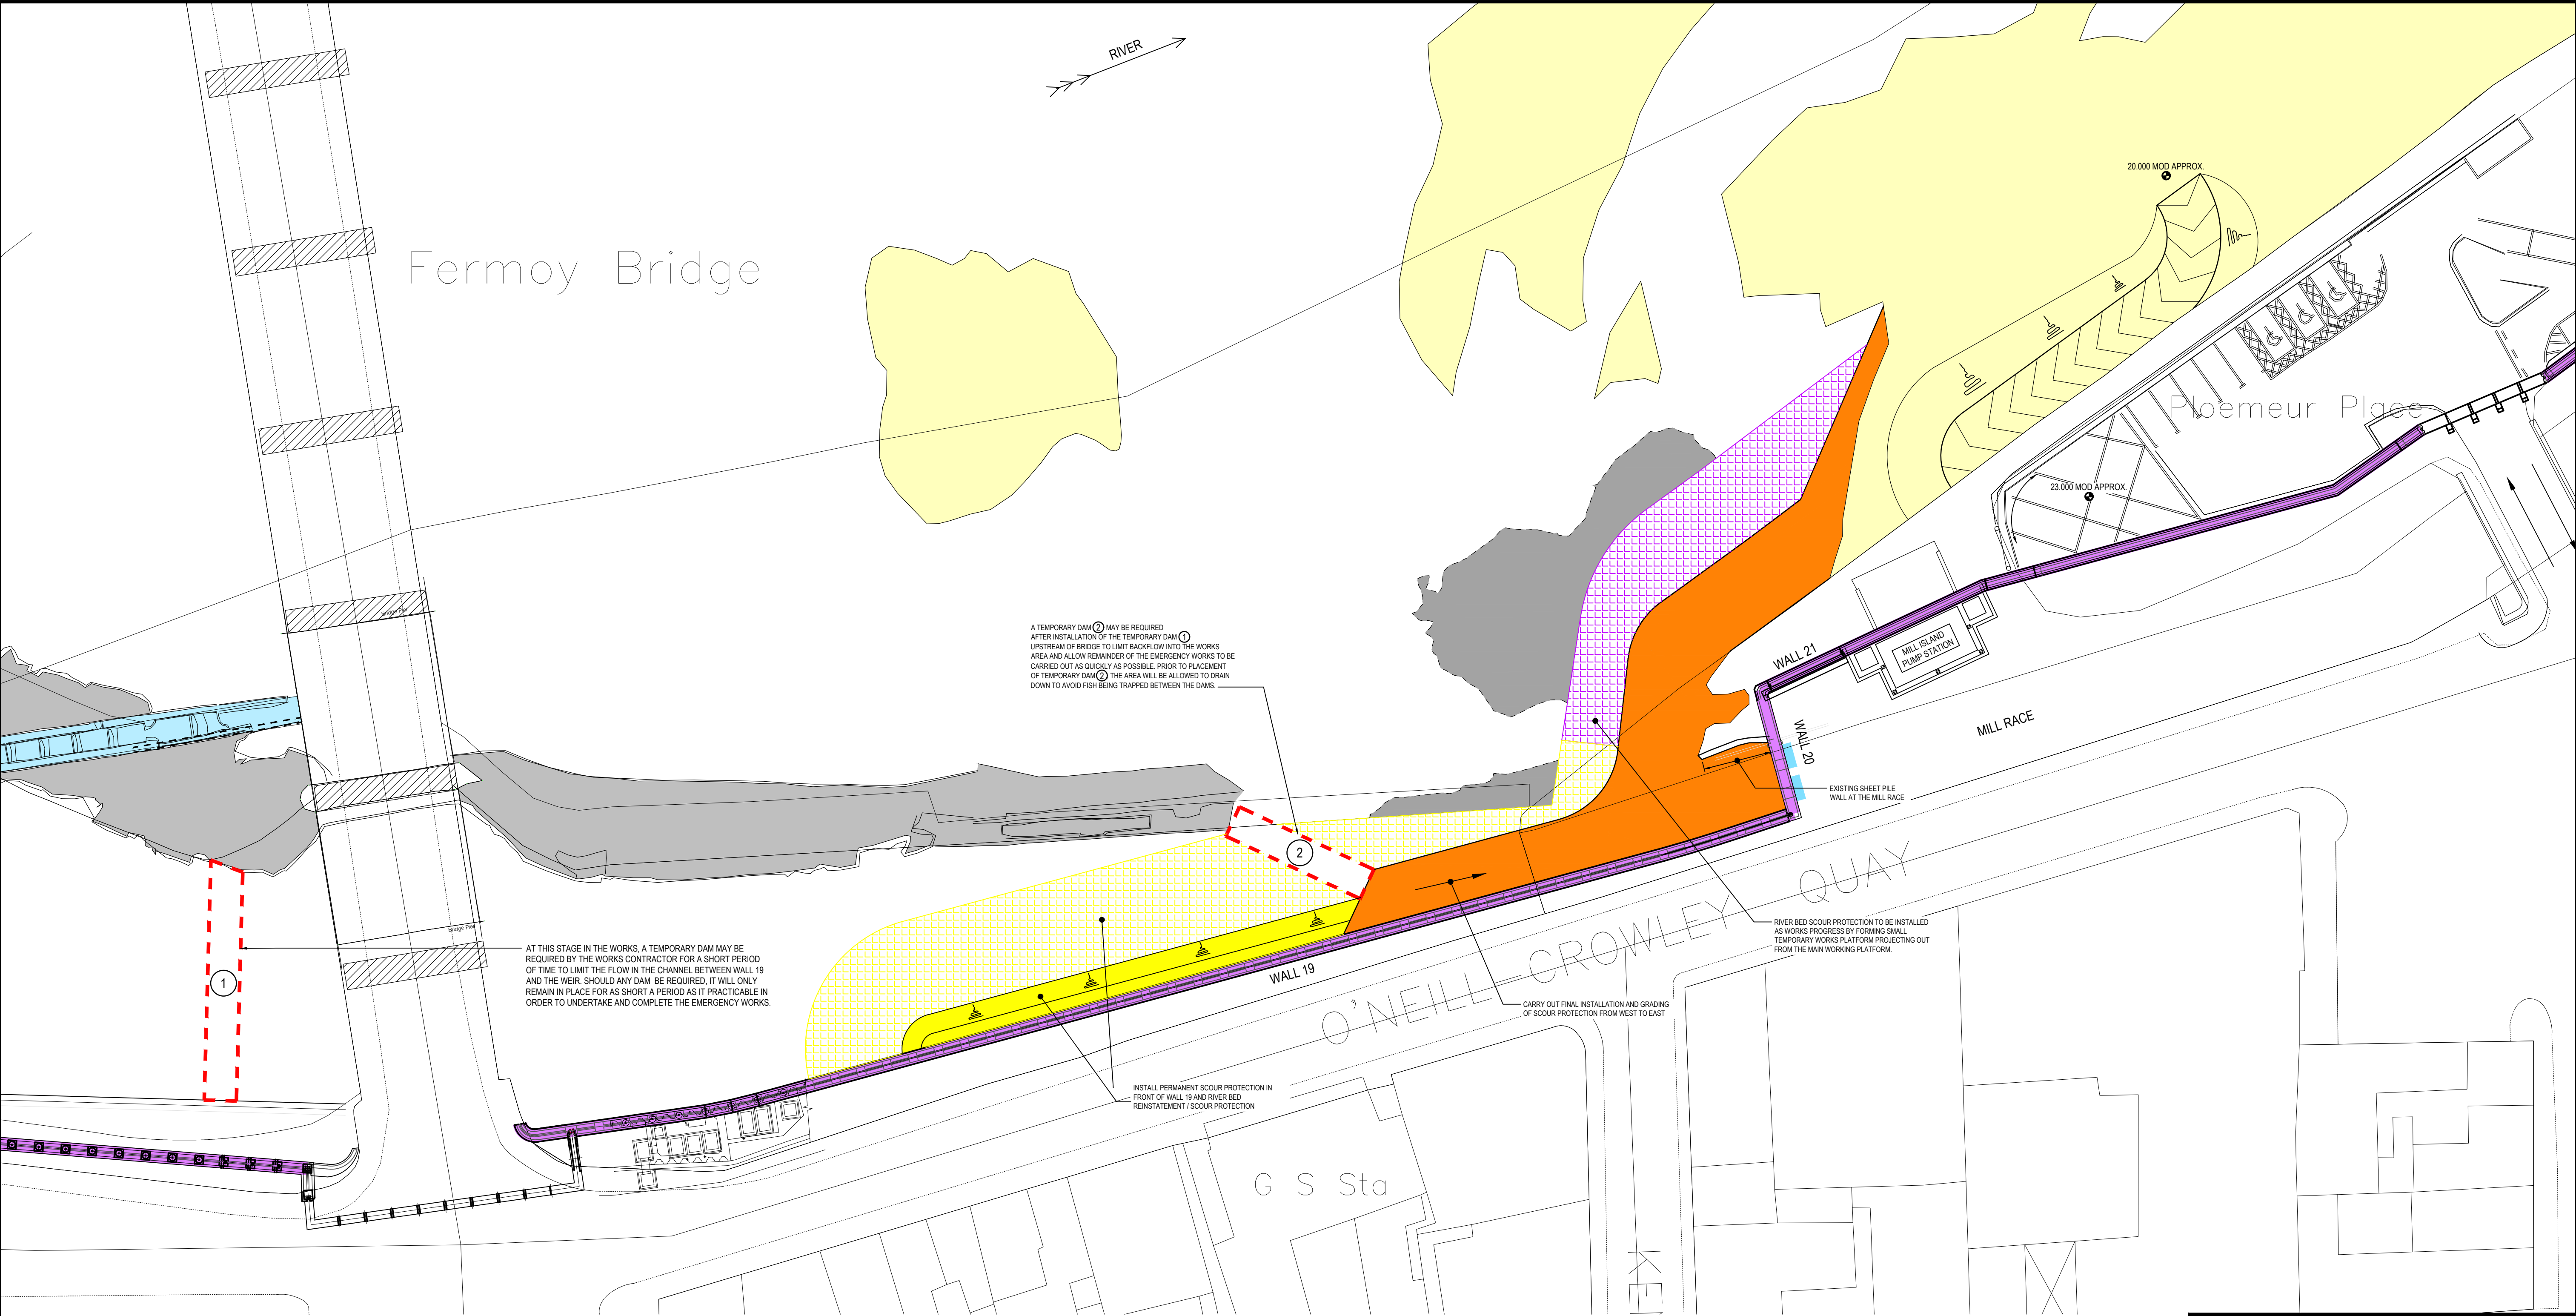 RIVER
20.000 MOD APPROX.
Fermoy Bridge
Ploemeur Place
23.000 MOD APPROX.
Bridge Pier
A TEMPORARY DAM 2 MAY BE REQUIRED
AFTER INSTALLATION OF THE TEMPORARY DAM 1
UPSTREAM OF BRIDGE TO LIMIT BACKFLOW INTO THE WORKS
AREA AND ALLOW REMAINDER OF THE EMERGENCY WORKS TO BE
CARRIED OUT AS QUICKLY AS POSSIBLE. PRIOR TO PLACEMENT
OF TEMPORARY DAM 2, THE AREA WILL BE ALLOWED TO DRAIN
DOWN TO AVOID FISH BEING TRAPPED BETWEEN THE DAMS.
WALL 21
MILL ISLAND
PUMP STATION
WALL 20
MILL RACE
EXISTING SHEET PILE
WALL AT THE MILL RACE
2
Bridge Pier
AT THIS STAGE IN THE WORKS, A TEMPORARY DAM MAY BE
REQUIRED BY THE WORKS CONTRACTOR FOR A SHORT PERIOD
OF TIME TO LIMIT THE FLOW IN THE CHANNEL BETWEEN WALL 19
AND THE WEIR. SHOULD ANY DAM BE REQUIRED, IT WILL ONLY
REMAIN IN PLACE FOR AS SHORT A PERIOD AS IT PRACTICABLE IN
ORDER TO UNDERTAKE AND COMPLETE THE EMERGENCY WORKS.
1
WALL 19
O'NEILL-CROWLEY QUAY
RIVER BED SCOUR PROTECTION TO BE INSTALLED
AS WORKS PROGRESS BY FORMING SMALL
TEMPORARY WORKS PLATFORM PROJECTING OUT
FROM THE MAIN WORKING PLATFORM.
CARRY OUT FINAL INSTALLATION AND GRADING
OF SCOUR PROTECTION FROM WEST TO EAST
INSTALL PERMANENT SCOUR PROTECTION IN
FRONT OF WALL 19 AND RIVER BED
REINSTATEMENT / SCOUR PROTECTION
G S Sta